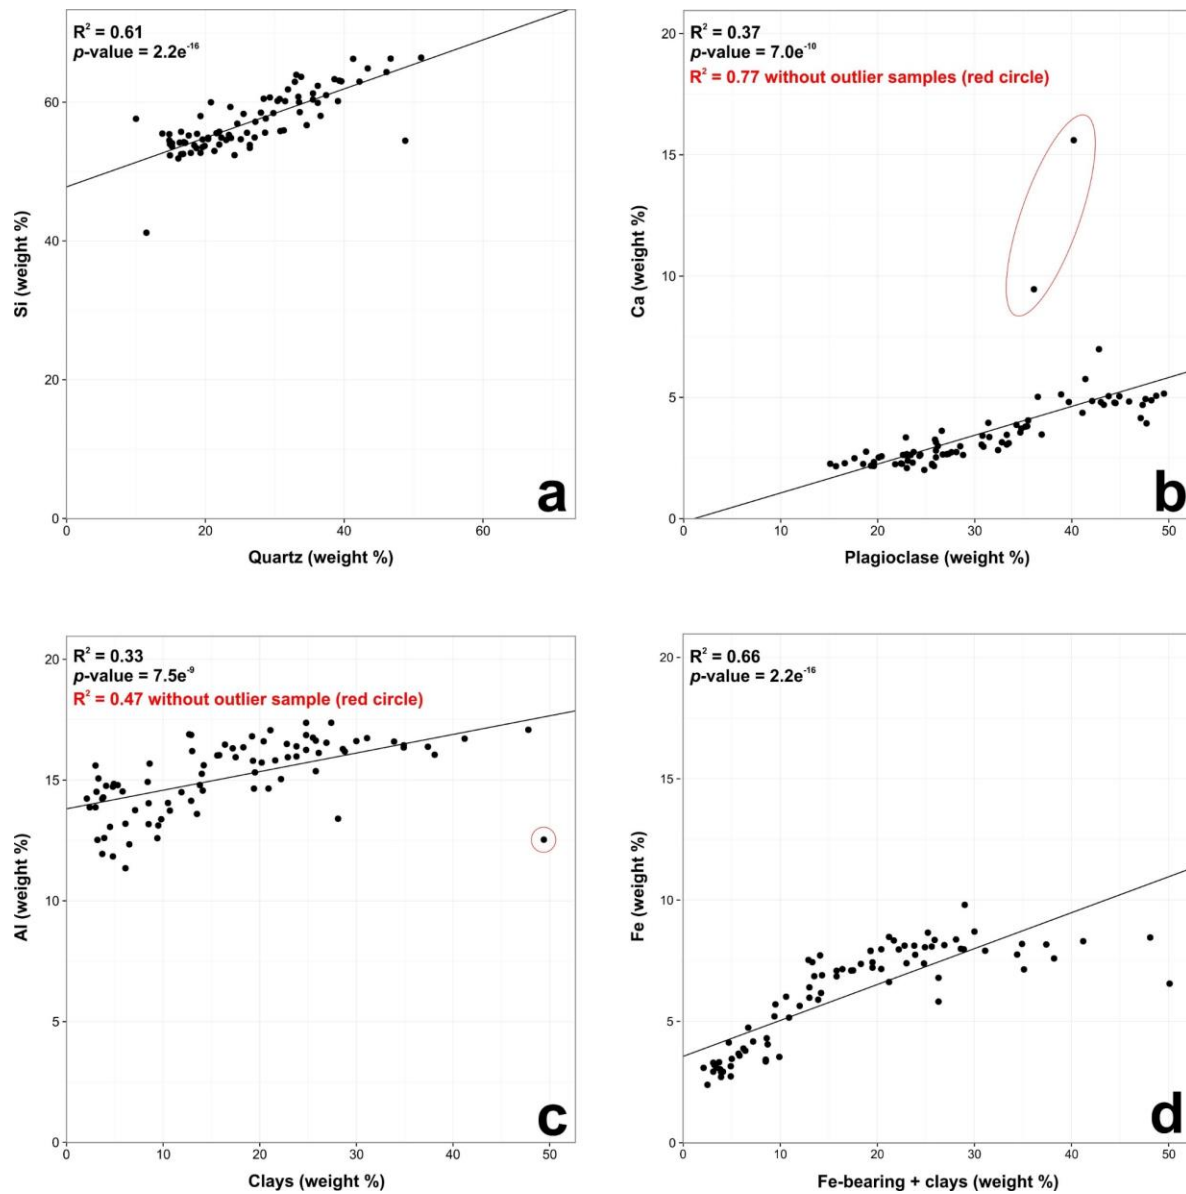 R² = 0.61
p-value = 2.2e⁻¹⁶
60
40
20
0
Si (weight %)
0 20 40 60
Quartz (weight %)
a
20
R² = 0.37
p-value = 7.0e⁻¹⁰
R² = 0.77 without outlier samples (red circle)
15
10
5
0
Ca (weight %)
0 10 20 30 40 50
Plagioclase (weight %)
b
20
R² = 0.33
p-value = 7.5e⁻⁹
R² = 0.47 without outlier sample (red circle)
15
10
5
0
Al (weight %)
0 10 20 30 40 50
Clays (weight %)
c
20
R² = 0.66
p-value = 2.2e⁻¹⁶
15
10
5
0
Fe (weight %)
0 10 20 30 40 50
Fe-bearing + clays (weight %)
d